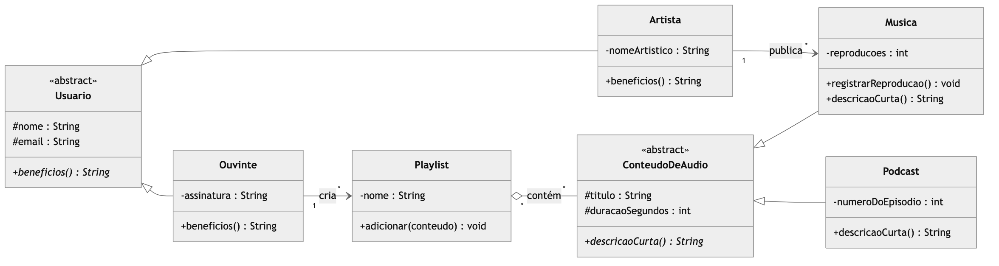 «abstract»
Usuario
#nome : String
#email : String
+beneficios() : String
Artista
-nomeArtistico : String
+beneficios() : String
1
publica
*
Musica
-reproducoes : int
+registrarReproducao() : void
+descricaoCurta() : String
Ouvinte
-assinatura : String
+beneficios() : String
1
cria
*
Playlist
-nome : String
+adicionar(conteudo) : void
*
contém
*
«abstract»
ConteudoDeAudio
#titulo : String
#duracaoSegundos : int
+descricaoCurta() : String
Podcast
-numeroDoEpisodio : int
+descricaoCurta() : String